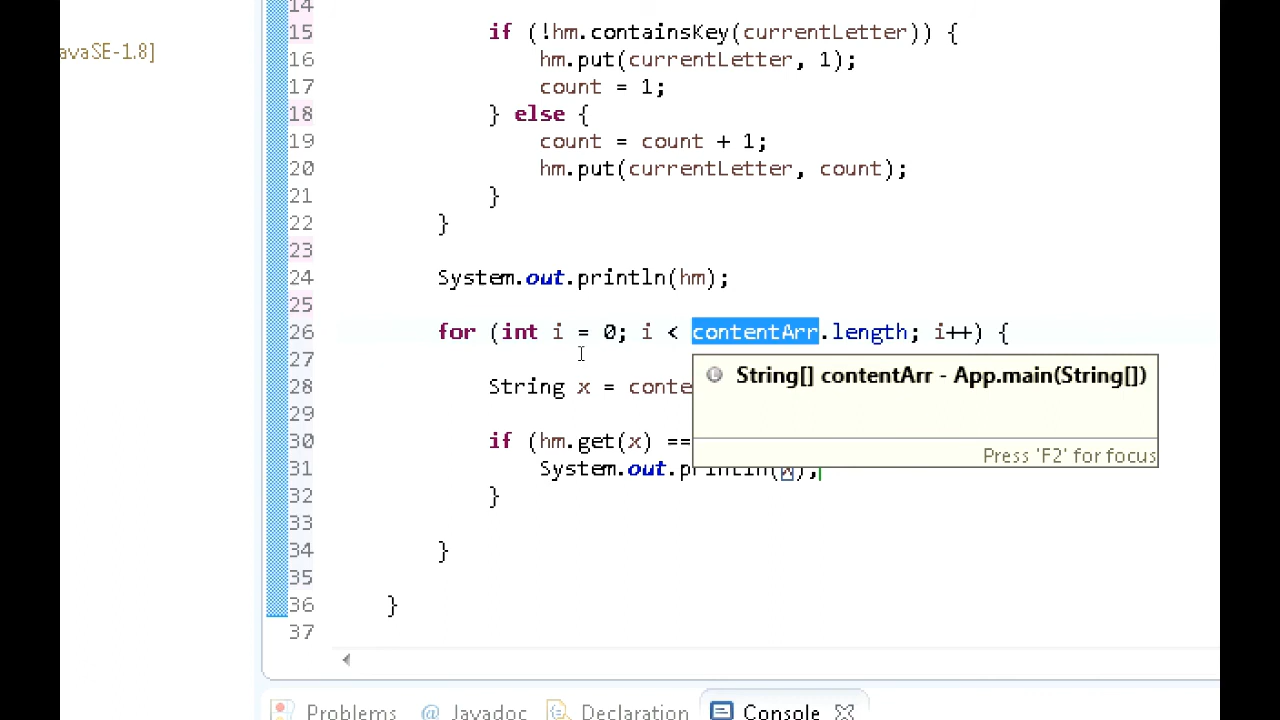 avaSE-1.8]
14
15 if (!hm.containsKey(currentLetter)) {
16 hm.put(currentLetter, 1);
17 count = 1;
18 } else {
19 count = count + 1;
20 hm.put(currentLetter, count);
21 }
22 }
23
24 System.out.println(hm);
25
26 for (int i = 0; i < contentArr.length; i++) {
27
String[] contentArr - App.main(String[])
28 String x = conte
29
30 if (hm.get(x) ==
Press 'F2' for focus
31 System.out.println(x);
32 }
33
34 }
35
36 }
37
Problems @ Javadoc Declaration Console